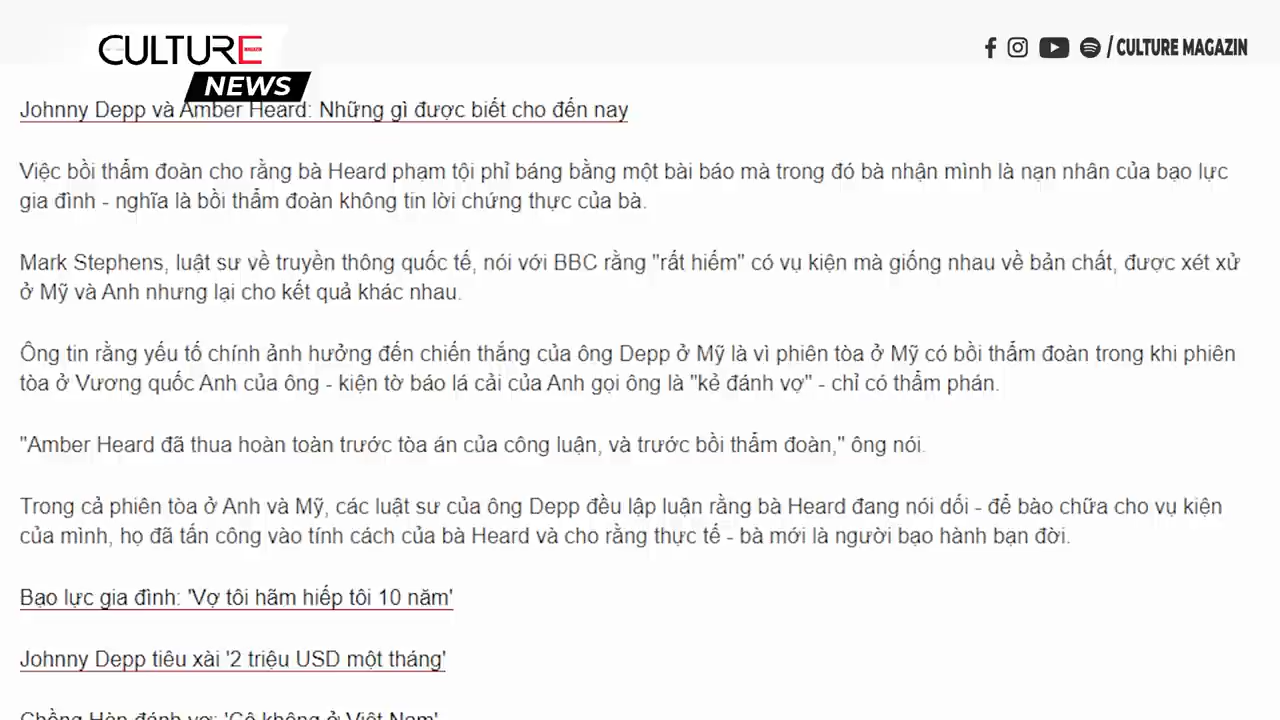 CULTURE
NEWS
/ CULTURE MAGAZIN
Johnny Depp và Amber Heard: Những gì được biết cho đến nay
Việc bồi thẩm đoàn cho rằng bà Heard phạm tội phỉ báng bằng một bài báo mà trong đó bà nhận mình là nạn nhân của bạo lực
gia đình - nghĩa là bồi thẩm đoàn không tin lời chứng thực của bà.
Mark Stephens, luật sư về truyền thông quốc tế, nói với BBC rằng "rất hiếm" có vụ kiện mà giống nhau về bản chất, được xét xử
ở Mỹ và Anh nhưng lại cho kết quả khác nhau.
Ông tin rằng yếu tố chính ảnh hưởng đến chiến thắng của ông Depp ở Mỹ là vì phiên tòa ở Mỹ có bồi thẩm đoàn trong khi phiên
tòa ở Vương quốc Anh của ông - kiện tờ báo lá cải của Anh gọi ông là "kẻ đánh vợ" - chỉ có thẩm phán.
"Amber Heard đã thua hoàn toàn trước tòa án của công luận, và trước bồi thẩm đoàn," ông nói.
Trong cả phiên tòa ở Anh và Mỹ, các luật sư của ông Depp đều lập luận rằng bà Heard đang nói dối - để bào chữa cho vụ kiện
của mình, họ đã tấn công vào tính cách của bà Heard và cho rằng thực tế - bà mới là người bạo hành bạn đời.
Bạo lực gia đình: 'Vợ tôi hãm hiếp tôi 10 năm'
Johnny Depp tiêu xài '2 triệu USD một tháng'
Chồng Hàn đánh vợ: 'Cô không ở Việt Nam'